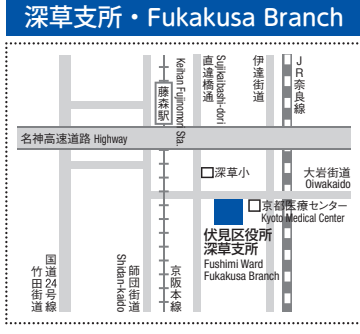 深草支所・Fukakusa Branch
藤森駅
Keihan Fujinomori Sta.
直違橋通
Sujikaibashi-dori
伊達街道
JR奈良線
名神高速道路 Highway
深草小
大岩街道
Oiwakaido
京都医療センター
Kyoto Medical Center
伏見区役所
深草支所
Fushimi Ward
Fukakusa Branch
国道24号線
竹田街道
師団街道
Shidan-kaido
京阪本線